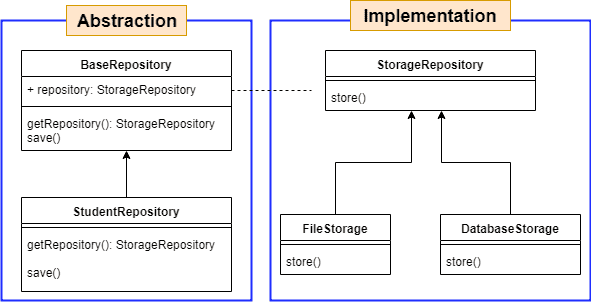 Abstraction
BaseRepository
+ repository: StorageRepository
getRepository(): StorageRepository
save()
StudentRepository
getRepository(): StorageRepository
save()
Implementation
StorageRepository
store()
FileStorage
store()
DatabaseStorage
store()